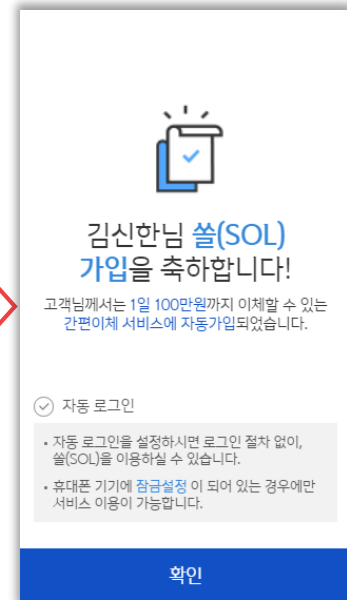 김신한님 쏠(SOL)
가입을 축하합니다!
고객님께서는 1일 100만원까지 이체할 수 있는
간편이체 서비스에 자동가입되었습니다.
자동 로그인
• 자동 로그인을 설정하시면 로그인 절차 없이,
쏠(SOL)을 이용하실 수 있습니다.
• 휴대폰 기기에 잠금설정 이 되어 있는 경우에만
서비스 이용이 가능합니다.
확인